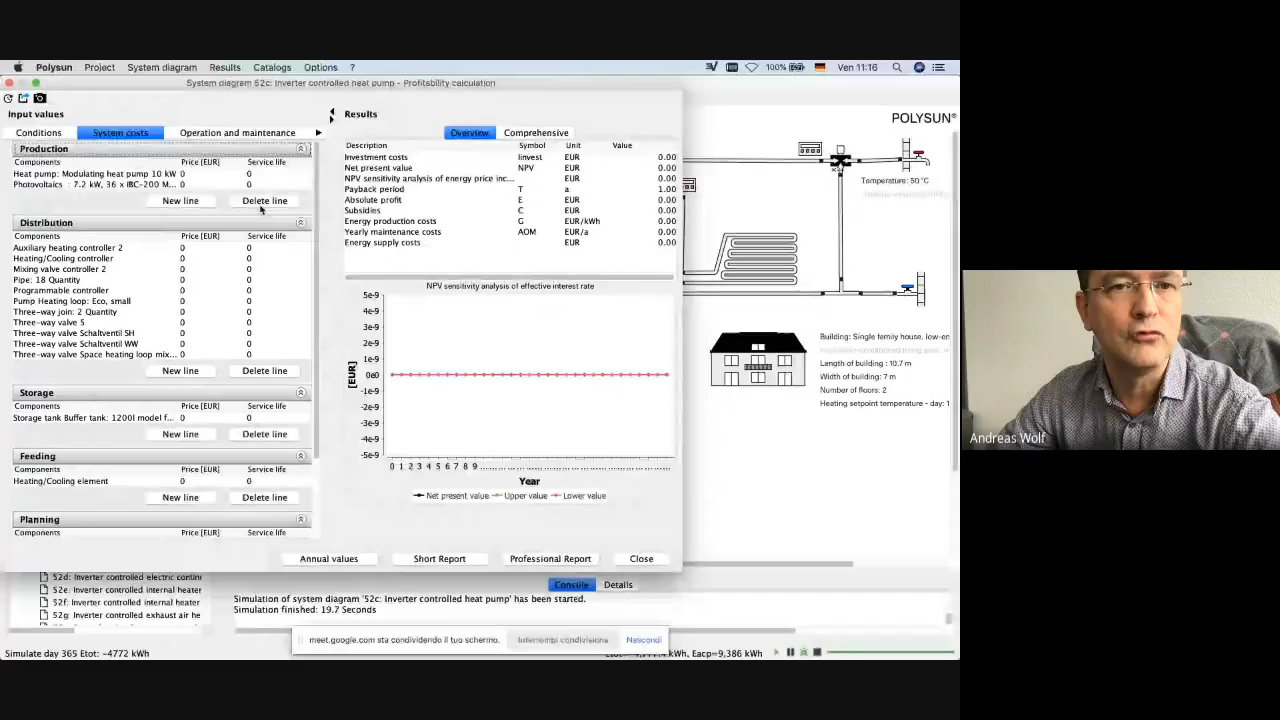 Polysun Project System diagram Results Catalogs Options ? 100% Ven 11:16
System diagram 52c: Inverter controlled heat pump - Profitability calculation
Input values
Conditions System costs Operation and maintenance
Production
Components Price [EUR] Service life
Heat pump: Modulating heat pump 10 kW 0 0
Photovoltaics : 7.2 kW, 36 x IBC-200 M... 0 0
New line Delete line
Distribution
Components Price [EUR] Service life
Auxiliary heating controller 2 0 0
Heating/Cooling controller 0 0
Mixing valve controller 2 0 0
Pipe: 18 Quantity 0 0
Programmable controller 0 0
Pump Heating loop: Eco, small 0 0
Three-way join: 2 Quantity 0 0
Three-way valve 5 0 0
Three-way valve Schaltventil SH 0 0
Three-way valve Schaltventil WW 0 0
Three-way valve Space heating loop mix... 0 0
New line Delete line
Storage
Components Price [EUR] Service life
Storage tank Buffer tank: 1200l model f... 0 0
New line Delete line
Feeding
Components Price [EUR] Service life
Heating/Cooling element 0 0
New line Delete line
Planning
Components Price [EUR] Service life
Results
Overview Comprehensive
Description Symbol Unit Value
Investment costs Iinvest EUR 0.00
Net present value NPV EUR 0.00
NPV sensitivity analysis of energy price inc... EUR 0.00
Payback period T a 1.00
Absolute profit E EUR 0.00
Subsidies C EUR 0.00
Energy production costs G EUR/kWh 0.00
Yearly maintenance costs AOM EUR/a 0.00
Energy supply costs EUR 0.00
NPV sensitivity analysis of effective interest rate
5e-9
4e-9
3e-9
2e-9
1e-9
0e0
-1e-9
-2e-9
-3e-9
-4e-9
-5e-9
[EUR]
0 1 2 3 4 5 6 7 8 9
Year
Net present value Upper value Lower value
Annual values Short Report Professional Report Close
POLYSUN®
Temperature: 50°C
Building: Single family house, low-en
Length of building: 10.7 m
Width of building: 7 m
Number of floors: 2
Heating setpoint temperature - day: 1
Andreas Wolf
52d: Inverter controlled electric contin
52e: Inverter controlled internal heater
52f: Inverter controlled internal heater
52g: Inverter controlled exhaust air he
Console Details
Simulation of system diagram '52c: Inverter controlled heat pump' has been started.
Simulation finished: 19.7 Seconds
meet.google.com sta condividendo il tuo schermo. Interrompi condivisione Nascondi
Simulate day 365 Etot: -4772 kWh
kWh, Eacp=9,386 kWh